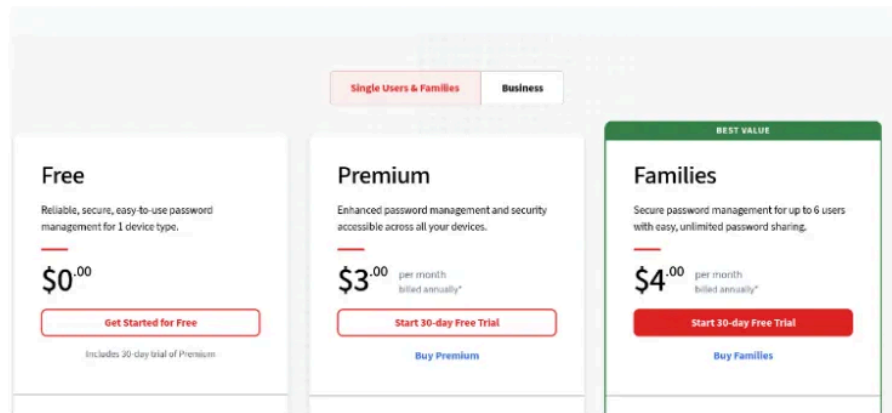 Single Users & Families Business
BEST VALUE
Free
Reliable, secure, easy-to-use password
management for 1 device type.
$0.00
Get Started for Free
Includes 30-day trial of Premium
Premium
Enhanced password management and security
accessible across all your devices.
$3.00 per month
billed annually*
Start 30-day Free Trial
Buy Premium
Families
Secure password management for up to 6 users
with easy, unlimited password sharing.
$4.00 per month
billed annually*
Start 30-day Free Trial
Buy Families